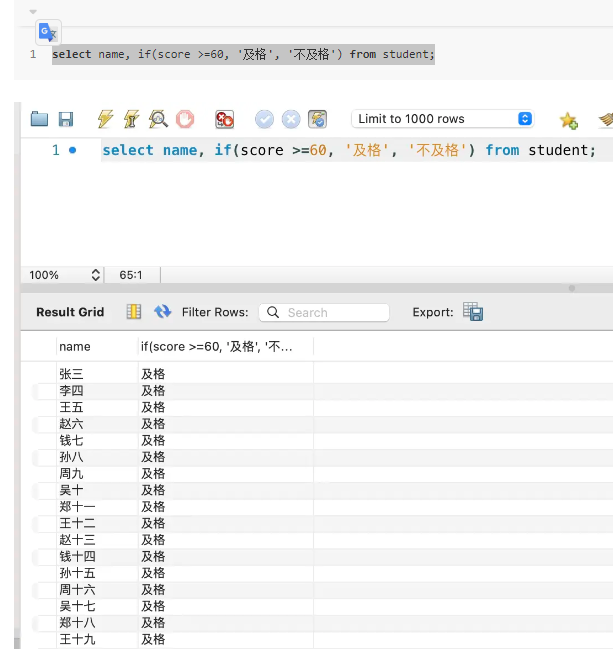 1 select name, if(score >=60, '及格', '不及格') from student;
Limit to 1000 rows
1 select name, if(score >=60, '及格', '不及格') from student;
100% 65:1
Result Grid Filter Rows: Search Export:
name if(score >=60, '及格', '不...
张三 及格
李四 及格
王五 及格
赵六 及格
钱七 及格
孙八 及格
周九 及格
吴十 及格
郑十一 及格
王十二 及格
赵十三 及格
钱十四 及格
孙十五 及格
周十六 及格
吴十七 及格
郑十八 及格
王十九 及格